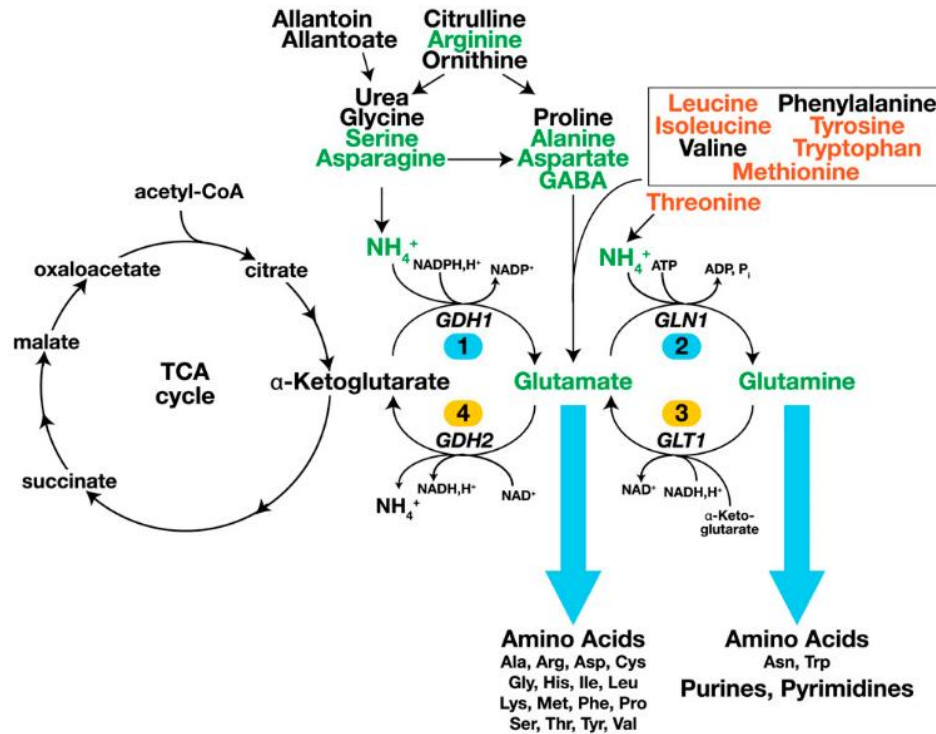 Allantoin
Allantoate
Citrulline
Arginine
Ornithine
Urea
Glycine
Serine
Asparagine
Proline
Alanine
Aspartate
GABA
Leucine Phenylalanine
Isoleucine Tyrosine
Valine Tryptophan
Methionine
Threonine
acetyl-CoA
oxaloacetate
citrate
malate
TCA
cycle
succinate
α-Ketoglutarate
NH₄⁺
NADPH,H⁺
NADP⁺
GDH1
1
4
GDH2
NH₄⁺
NADH,H⁺
NAD⁺
Glutamate
NH₄⁺
ATP
ADP, Pᵢ
GLN1
2
3
GLT1
NAD⁺
NADH,H⁺
α-Keto-
glutarate
Glutamine
Amino Acids
Ala, Arg, Asp, Cys
Gly, His, Ile, Leu
Lys, Met, Phe, Pro
Ser, Thr, Tyr, Val
Amino Acids
Asn, Trp
Purines, Pyrimidines